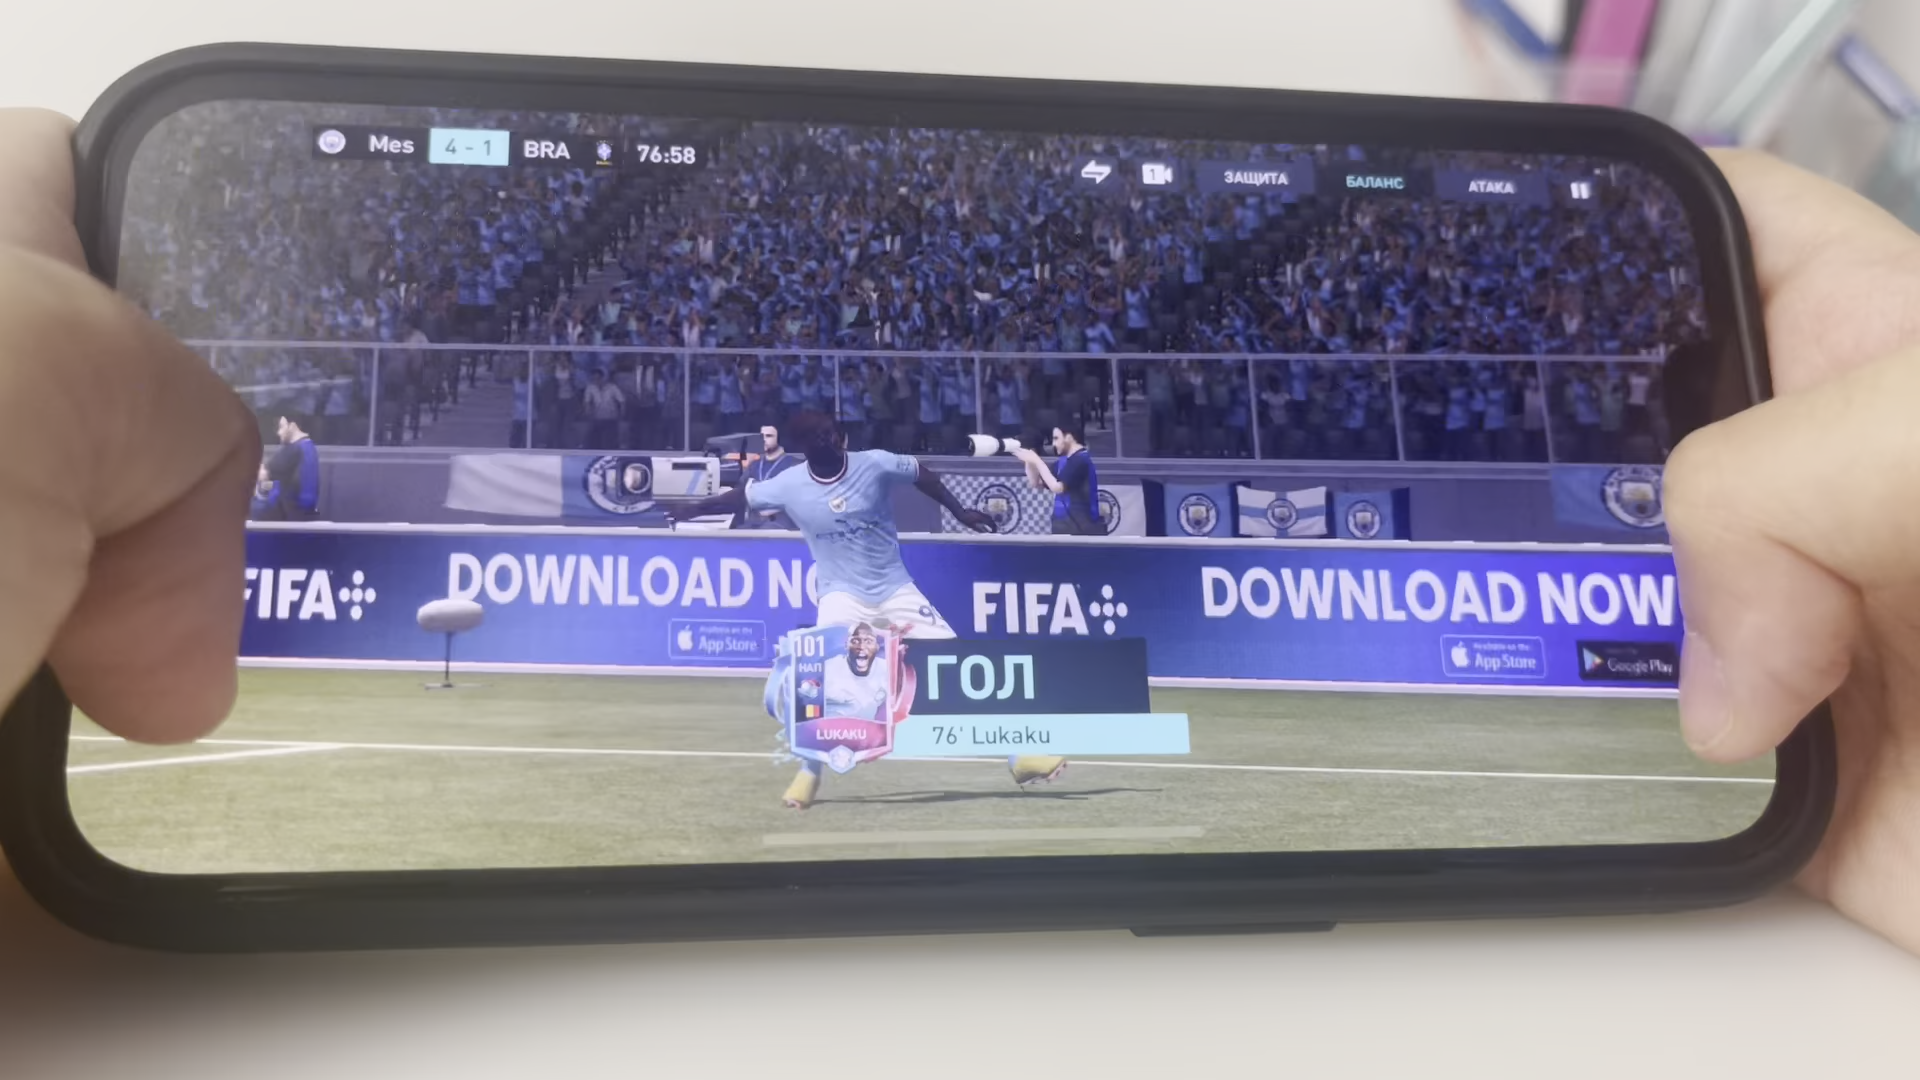 Mes 4 - 1 BRA 76:58
1
ЗАЩИТА
БАЛАНС
АТАКА
FIFA+
DOWNLOAD NO
App Store
FIFA+
DOWNLOAD NOW
App Store
Google Play
101
НАП
LUKAKU
ГОЛ
76' Lukaku